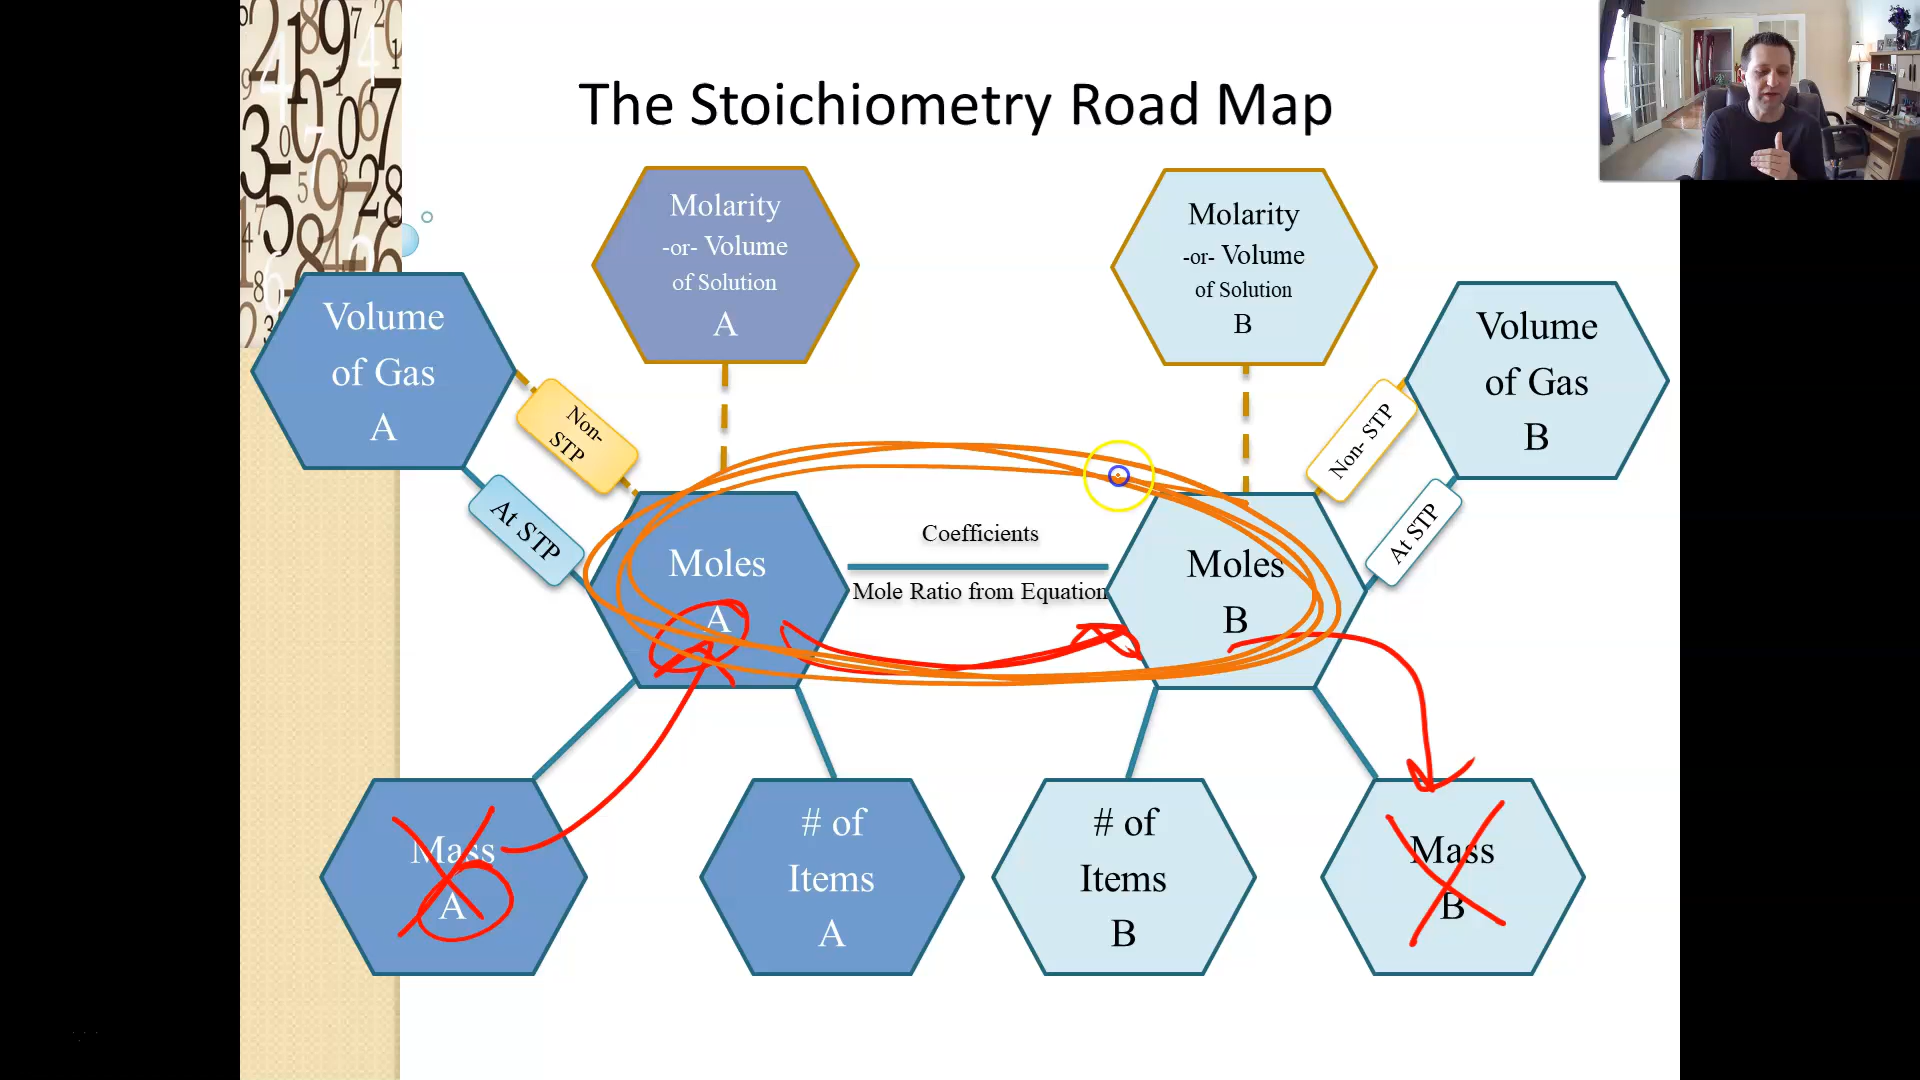 The Stoichiometry Road Map
Molarity
-or- Volume
of Solution
A
Molarity
-or- Volume
of Solution
B
Volume
of Gas
A
Volume
of Gas
B
Non-
STP
At STP
Non- STP
At STP
Moles
A
Coefficients
Mole Ratio from Equation
Moles
B
Mass
A
# of
Items
A
# of
Items
B
Mass
B